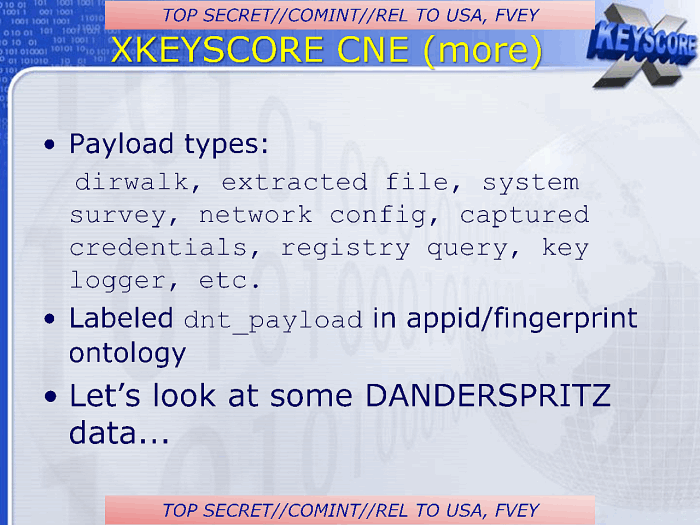 TOP SECRET//COMINT//REL TO USA, FVEY
XKEYSCORE CNE (more)
KEYSCORE
X
• Payload types:
dirwalk, extracted file, system
survey, network config, captured
credentials, registry query, key
logger, etc.
• Labeled dnt_payload in appid/fingerprint
ontology
• Let's look at some DANDERSPRITZ
data...
TOP SECRET//COMINT//REL TO USA, FVEY